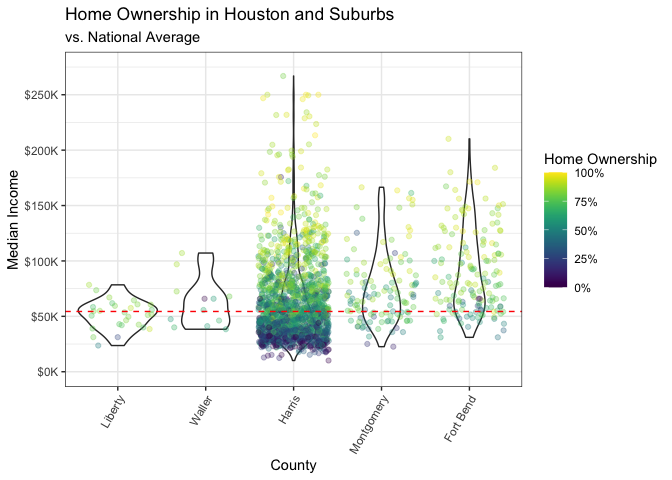 Home Ownership in Houston and Suburbs
vs. National Average
Median Income
$250K
$200K
$150K
$100K
$50K
$0K
Liberty
Waller
Harris
Montgomery
Fort Bend
County
Home Ownership
100%
75%
50%
25%
0%